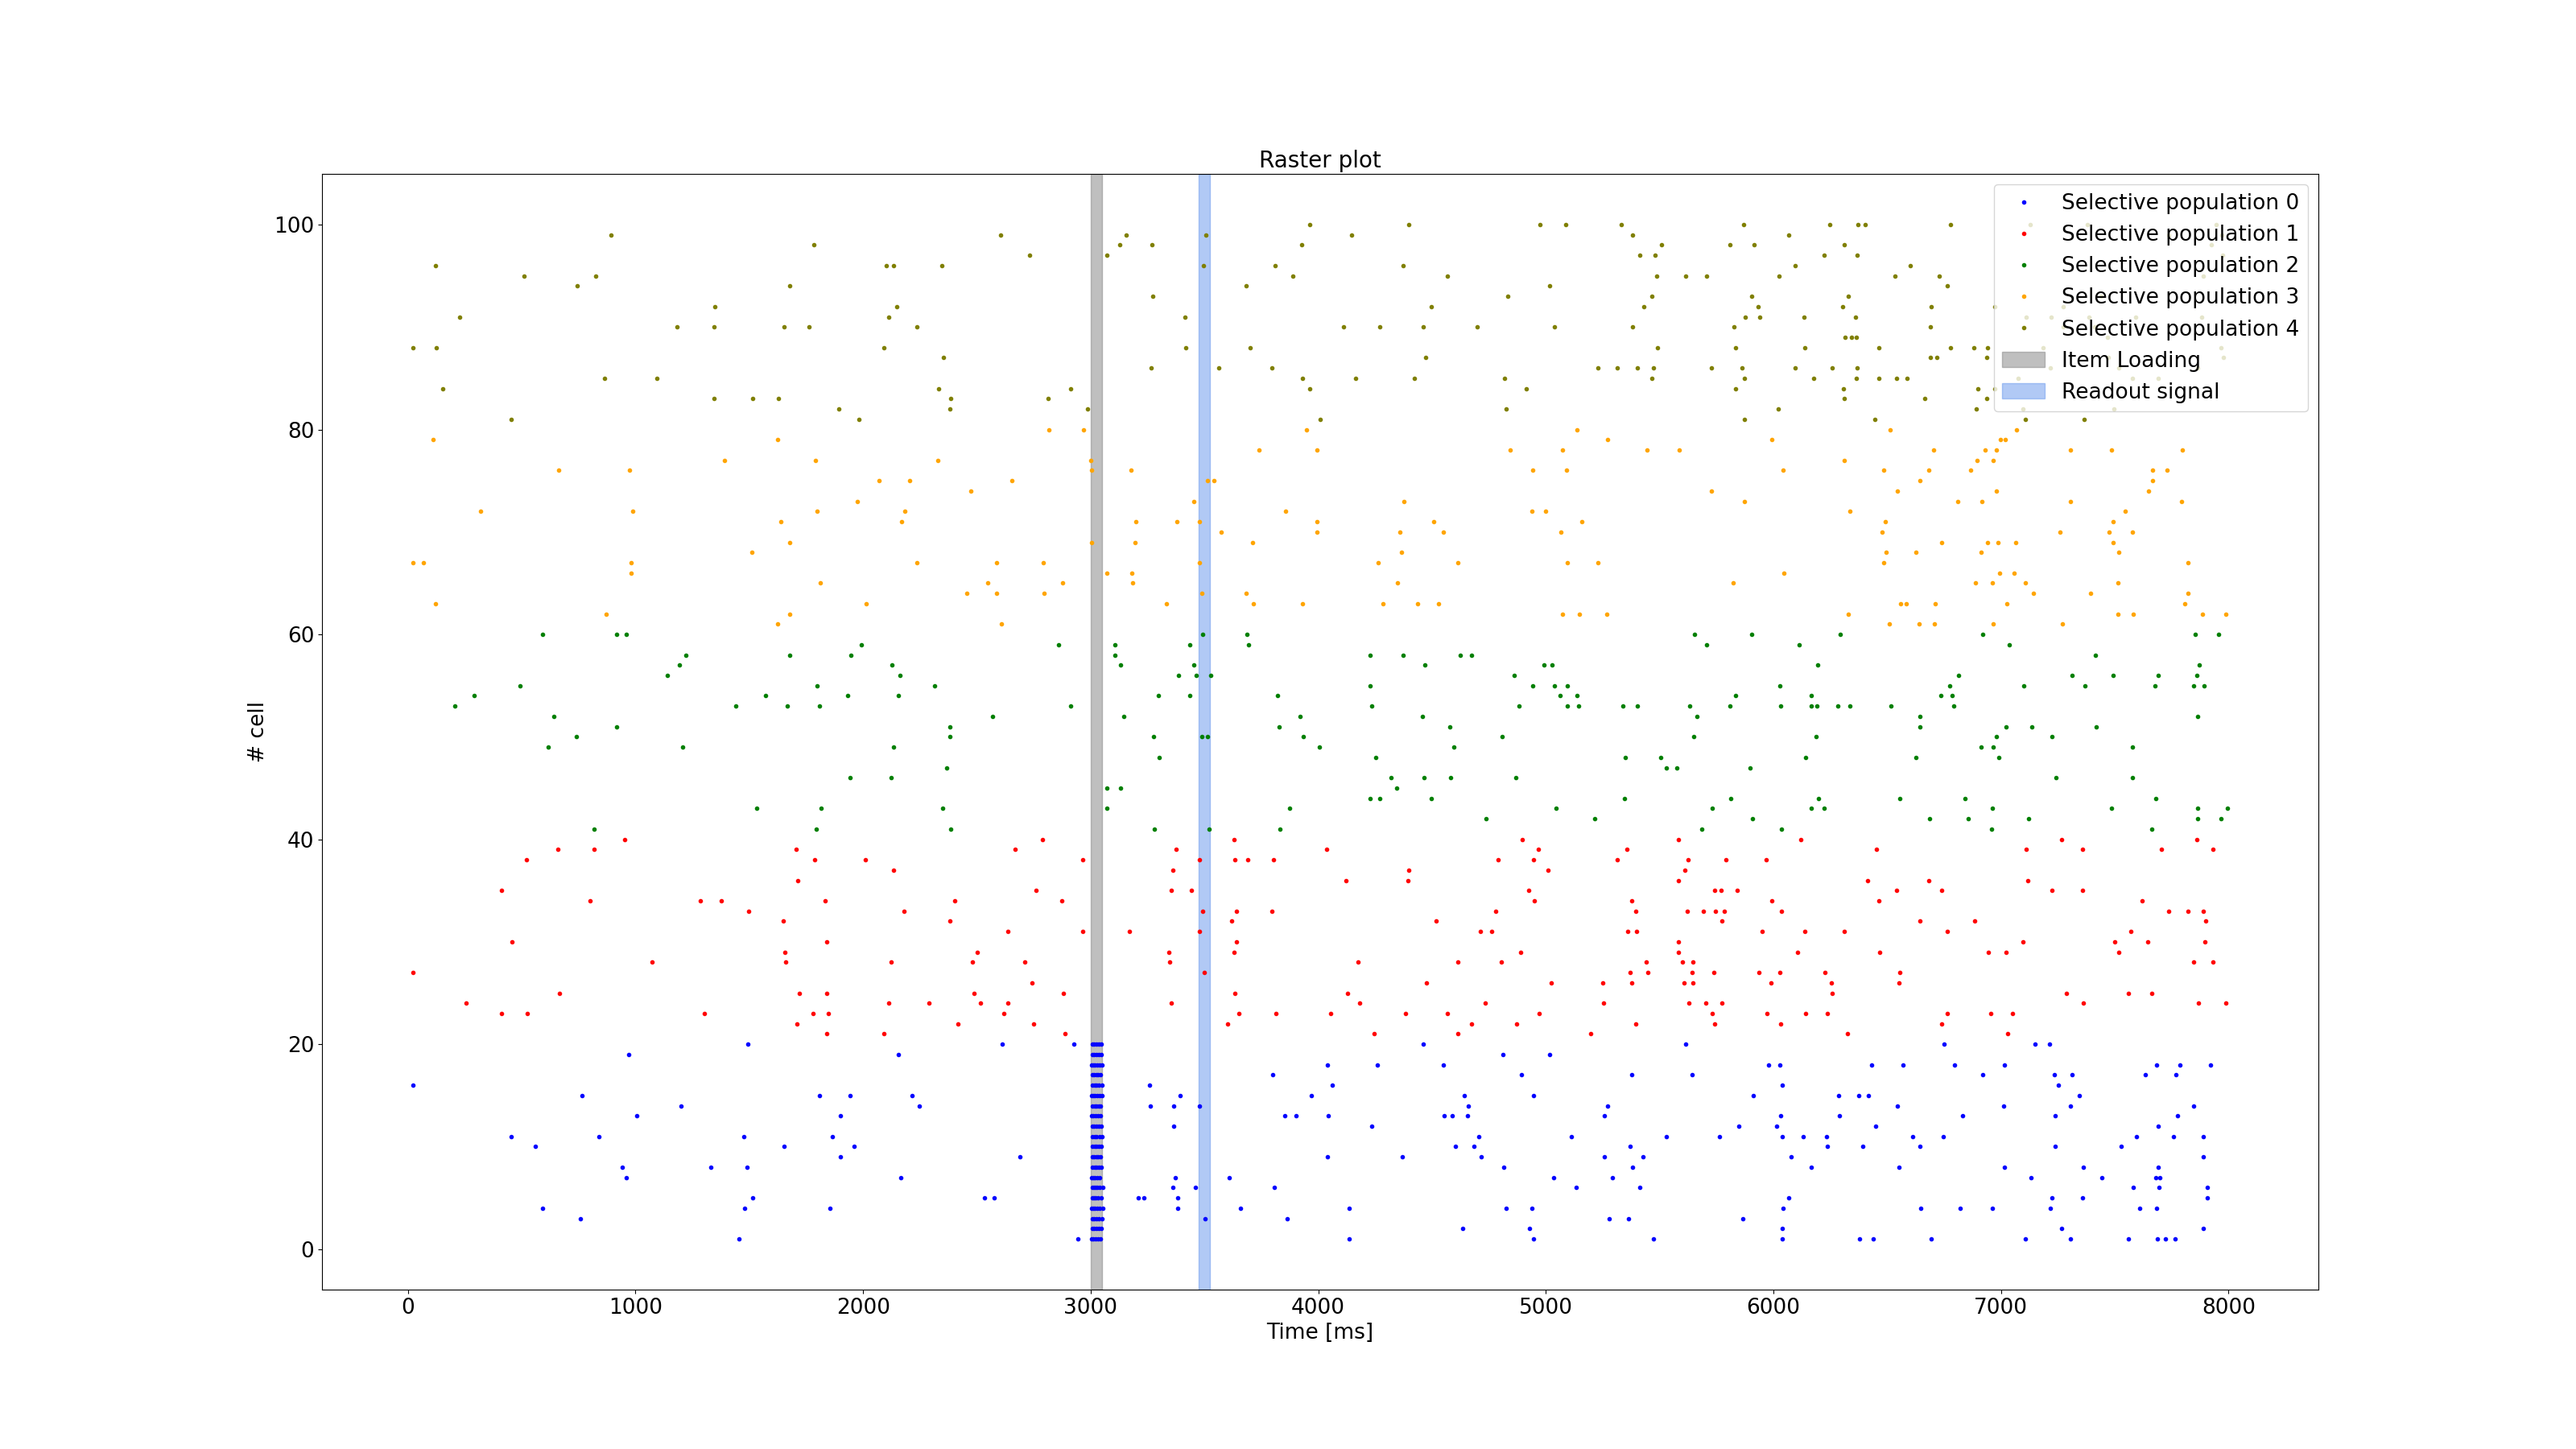 Raster plot
Selective population 0
Selective population 1
Selective population 2
Selective population 3
Selective population 4
Item Loading
Readout signal
100
80
60
40
20
0
# cell
0 1000 2000 3000 4000 5000 6000 7000 8000
Time [ms]